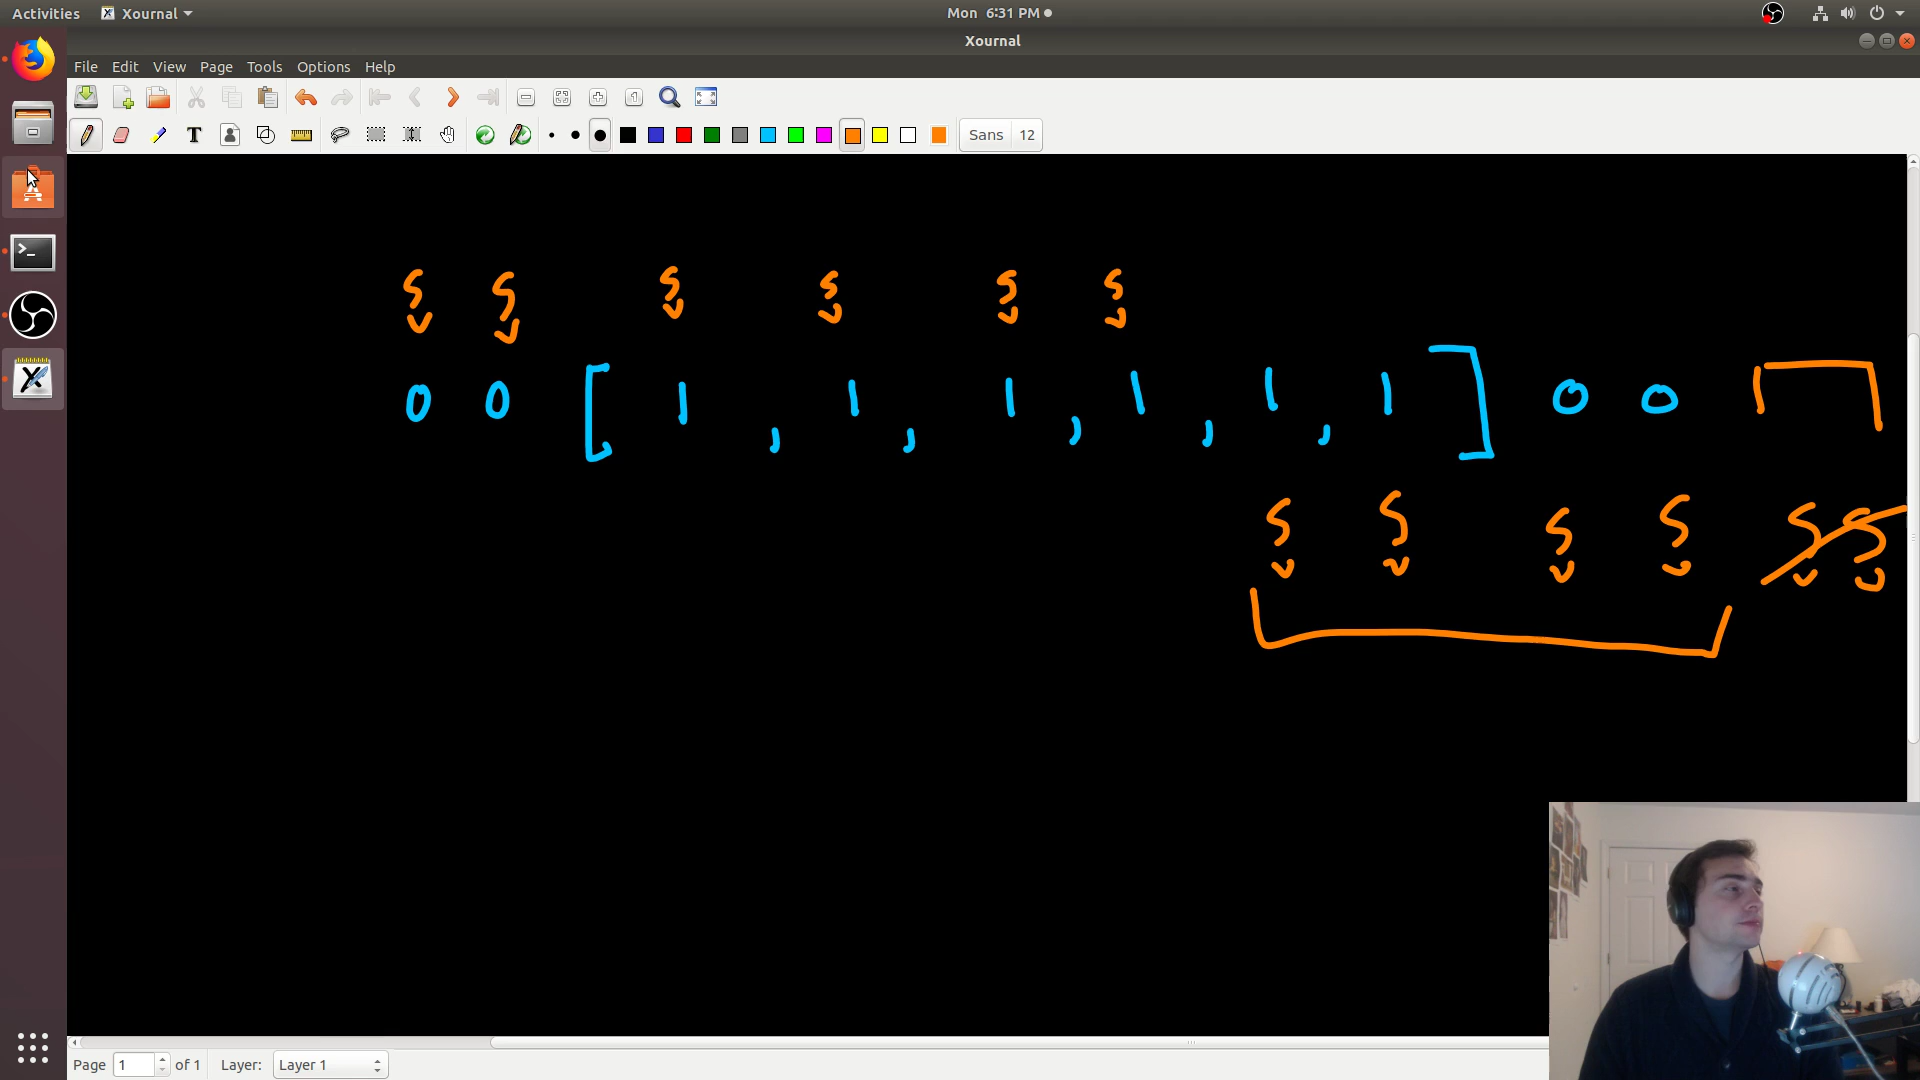 Activities Xournal Mon 6:31 PM
Xournal
File Edit View Page Tools Options Help
T Sans 12
0 0 [ 1 , 1 , 1 , 1 , 1 , 1 ] 0 0
Page 1 of 1 Layer: Layer 1